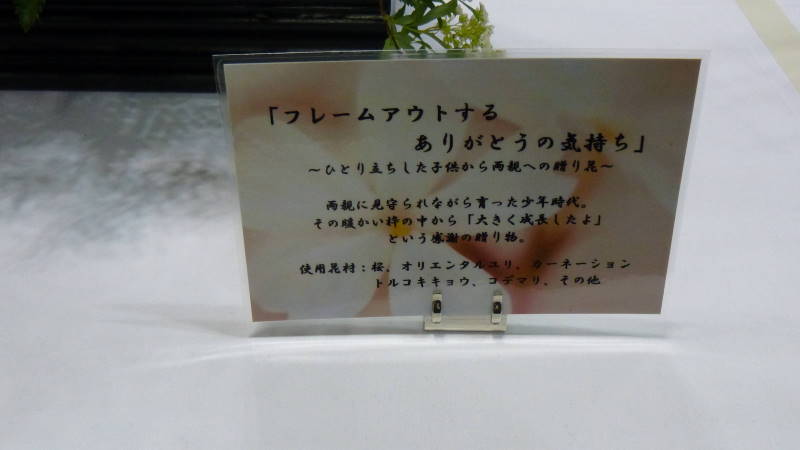 「フレームアウトする
ありがとうの気持ち」
～ひとり立ちした子供から両親への贈り花～
両親に見守られながら育った少年時代。
その暖かい枠の中から「大きく成長したよ」
という感謝の贈り物。
使用花材：桜、オリエンタルユリ、カーネーション
トルコキキョウ、コデマリ、その他